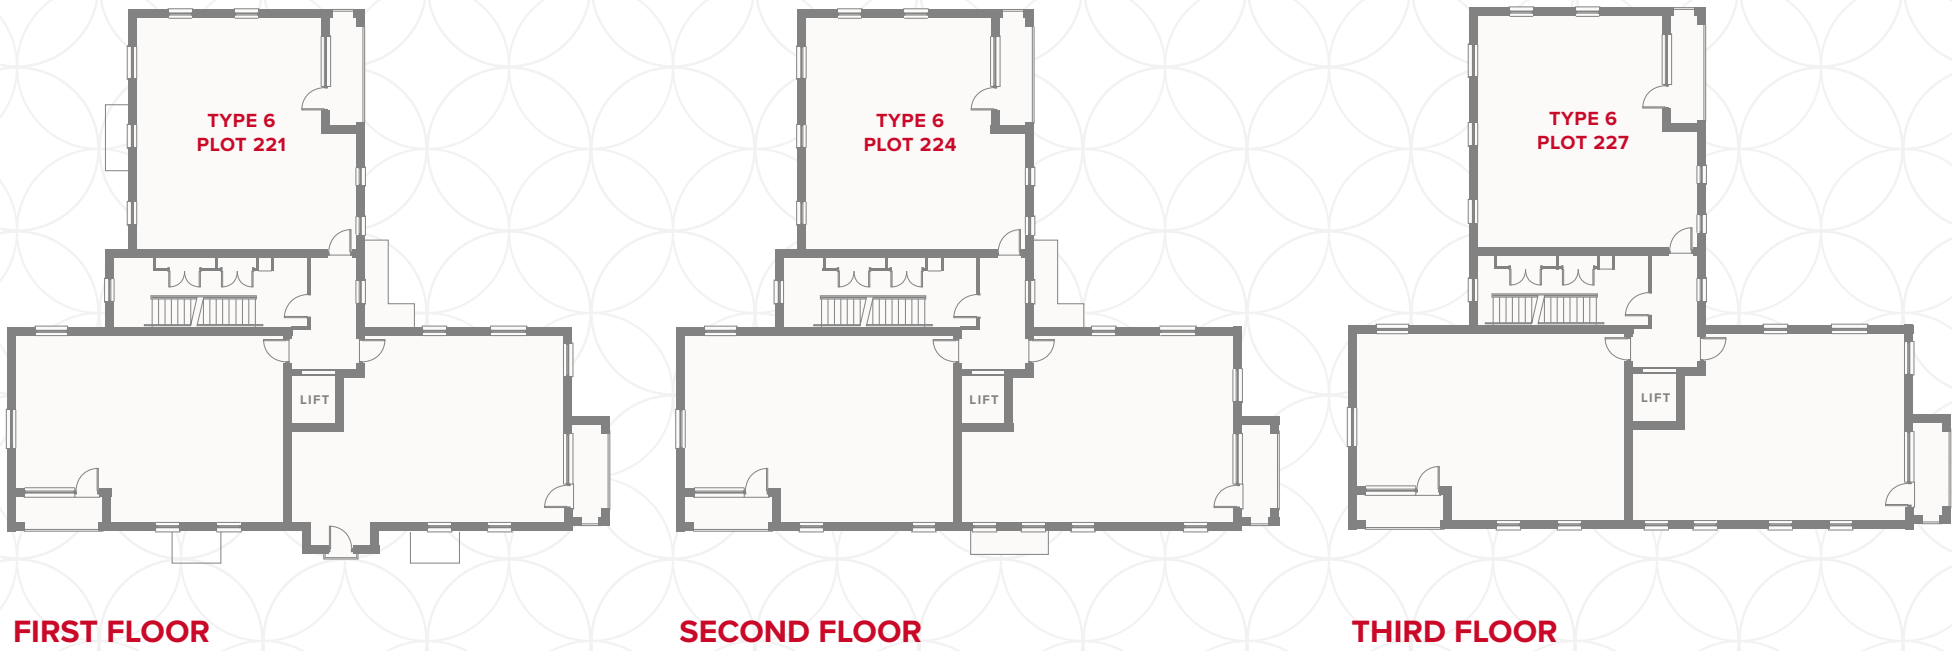 TYPE 6
PLOT 221
LIFT
FIRST FLOOR
TYPE 6
PLOT 224
LIFT
SECOND FLOOR
TYPE 6
PLOT 227
LIFT
THIRD FLOOR